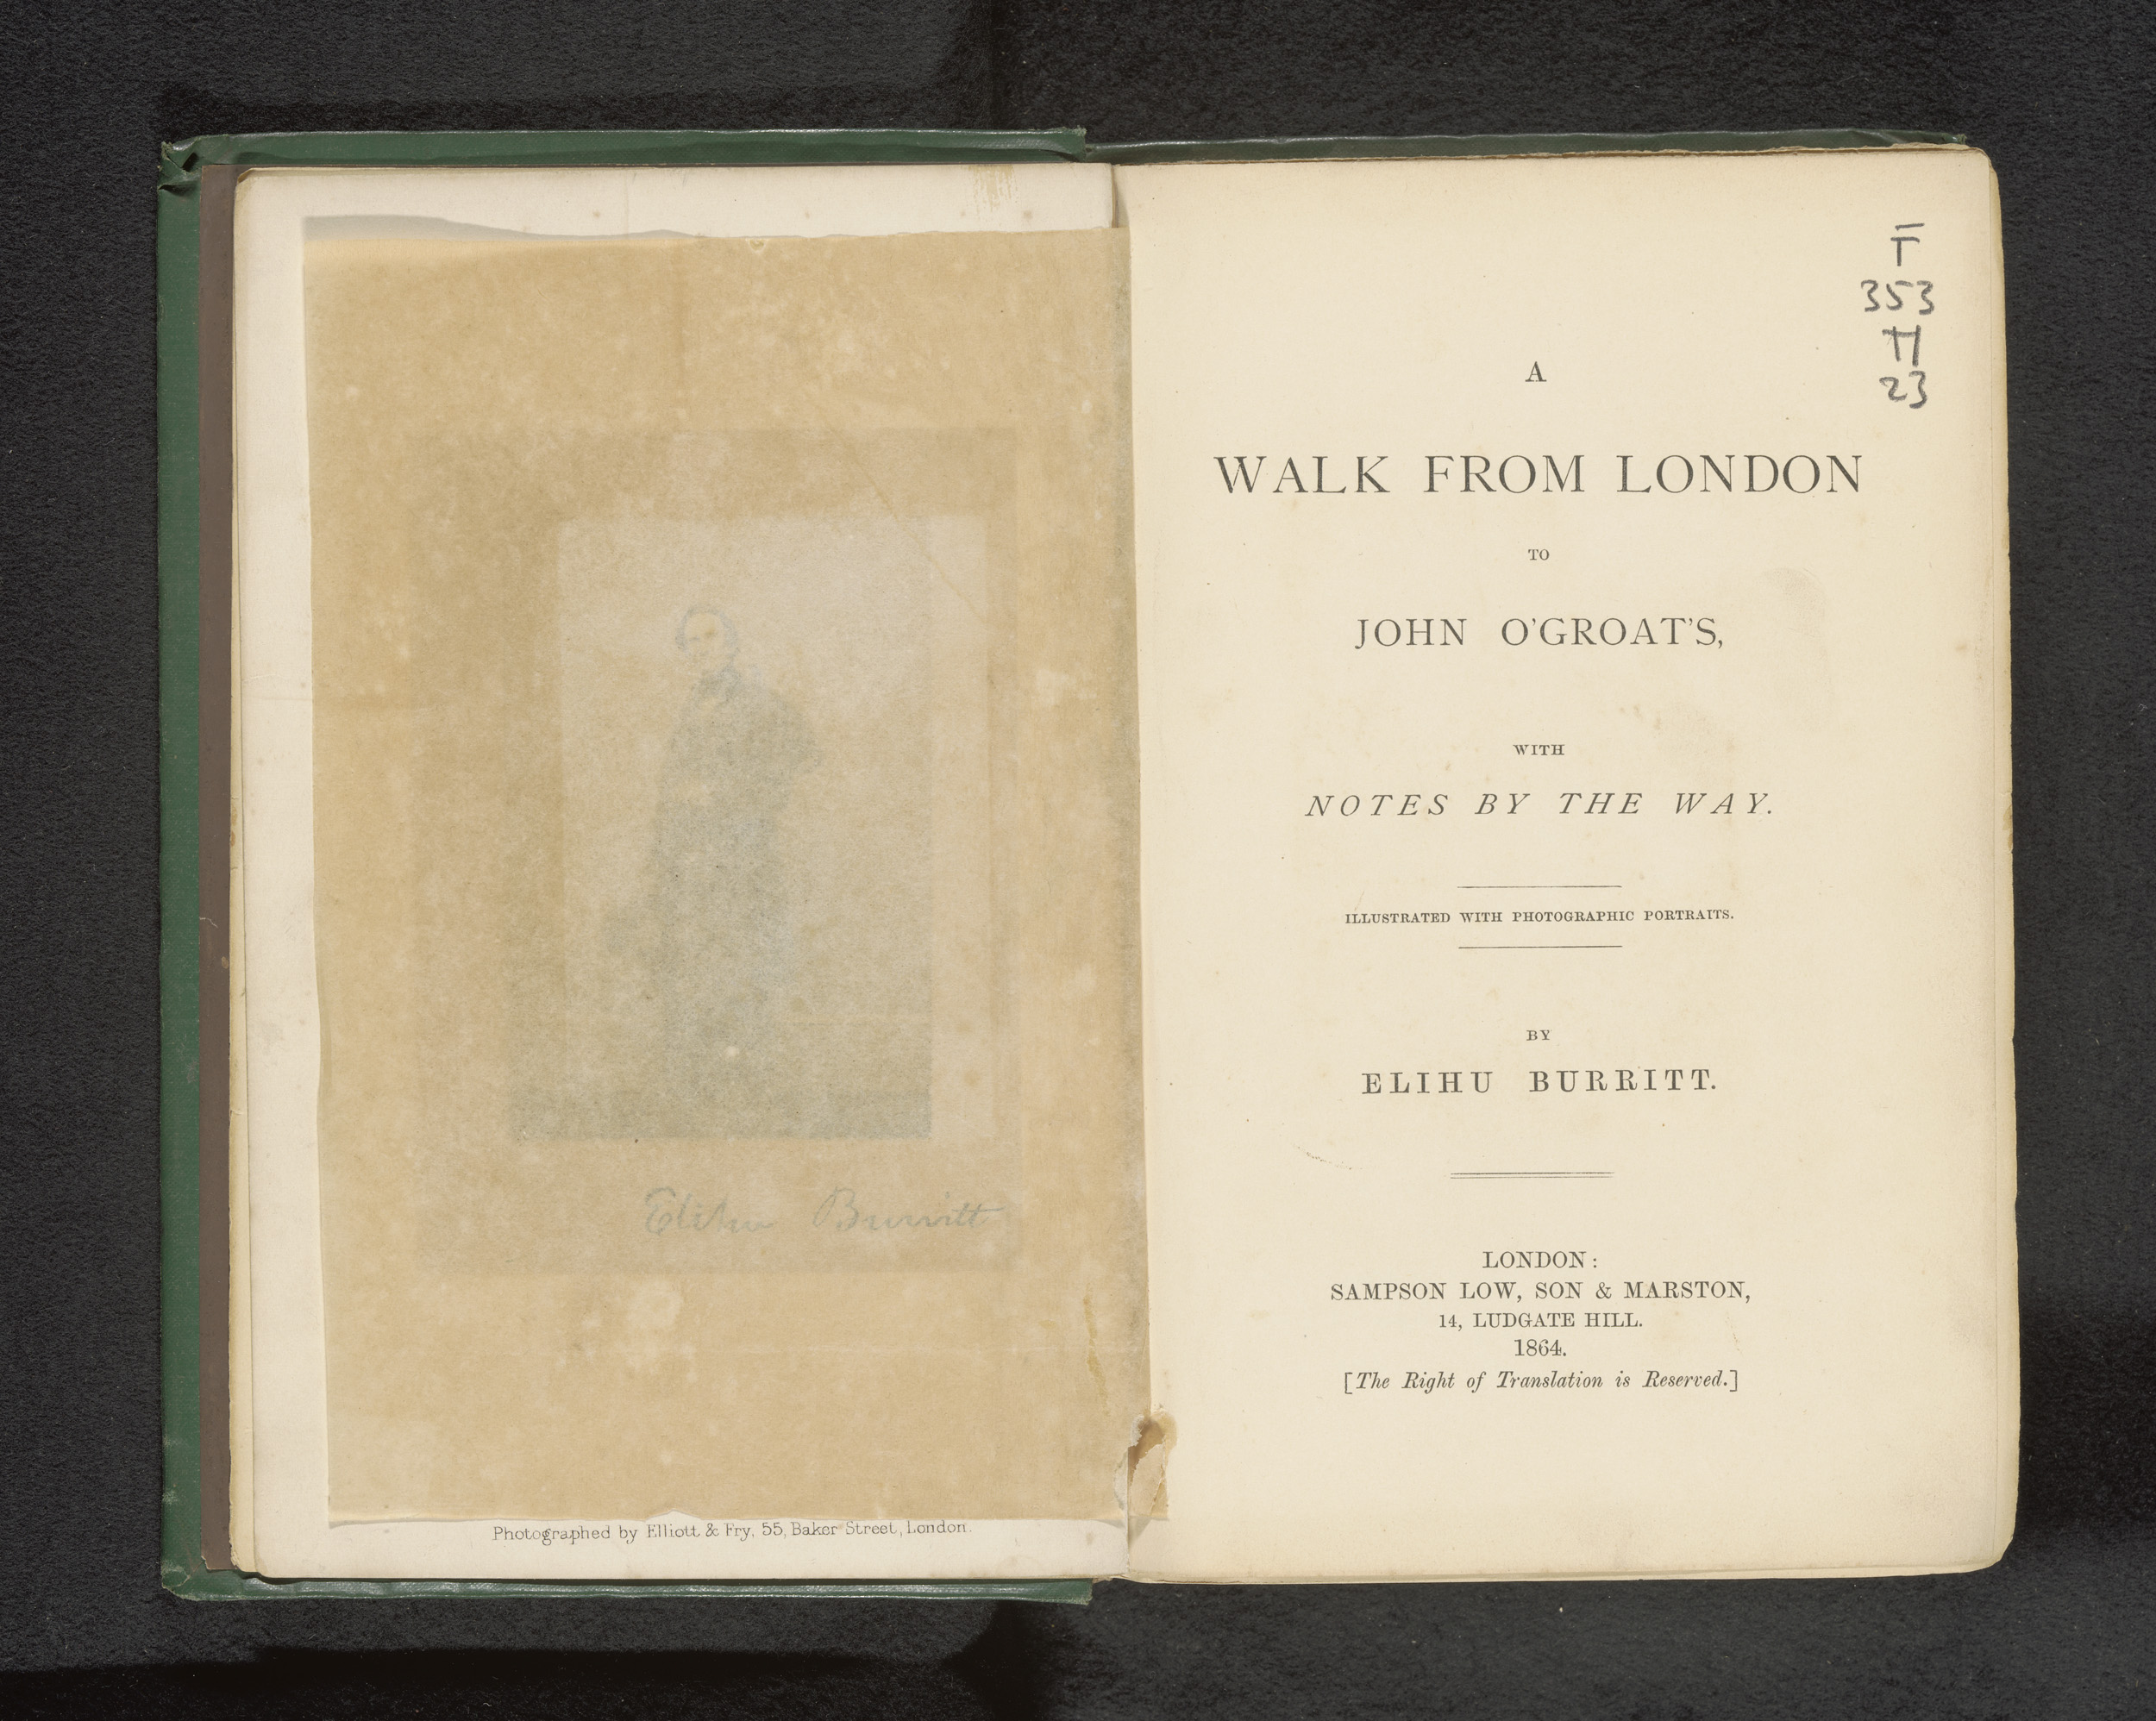 Elihu Burritt
Photographed by Elliott & Fry, 55, Baker Street, London.
F
353
H
23
A
WALK FROM LONDON
TO
JOHN O'GROAT'S,
WITH
NOTES BY THE WAY.
ILLUSTRATED WITH PHOTOGRAPHIC PORTRAITS.
BY
ELIHU BURRITT.
LONDON:
SAMPSON LOW, SON & MARSTON,
14, LUDGATE HILL.
1864.
[The Right of Translation is Reserved.]